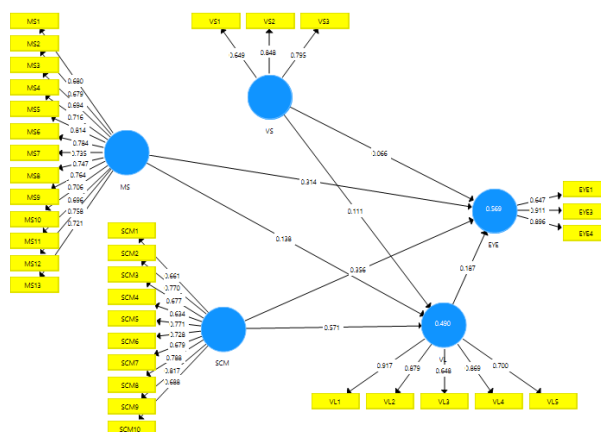 MS1
MS2
MS3
MS4
MS5
MS6
MS7
MS8
MS9
MS10
MS11
MS12
MS13
0.680
0.679
0.694
0.716
0.814
0.784
0.735
0.747
0.764
0.706
0.696
0.758
0.721
MS
VS1 VS2 VS3
0.649 0.848 0.795
VS
0.066
0.314
0.111
0.138
0.356
0.571
0.187
SCM1
SCM2
SCM3
SCM4
SCM5
SCM6
SCM7
SCM8
SCM9
SCM10
0.661
0.770
0.677
0.634
0.771
0.728
0.679
0.788
0.817
0.688
SCM
0.569
EYE
0.647
0.911
0.896
EYE1
EYE3
EYE4
0.490
VL
0.917 0.879 0.648 0.869 0.700
VL1 VL2 VL3 VL4 VL5